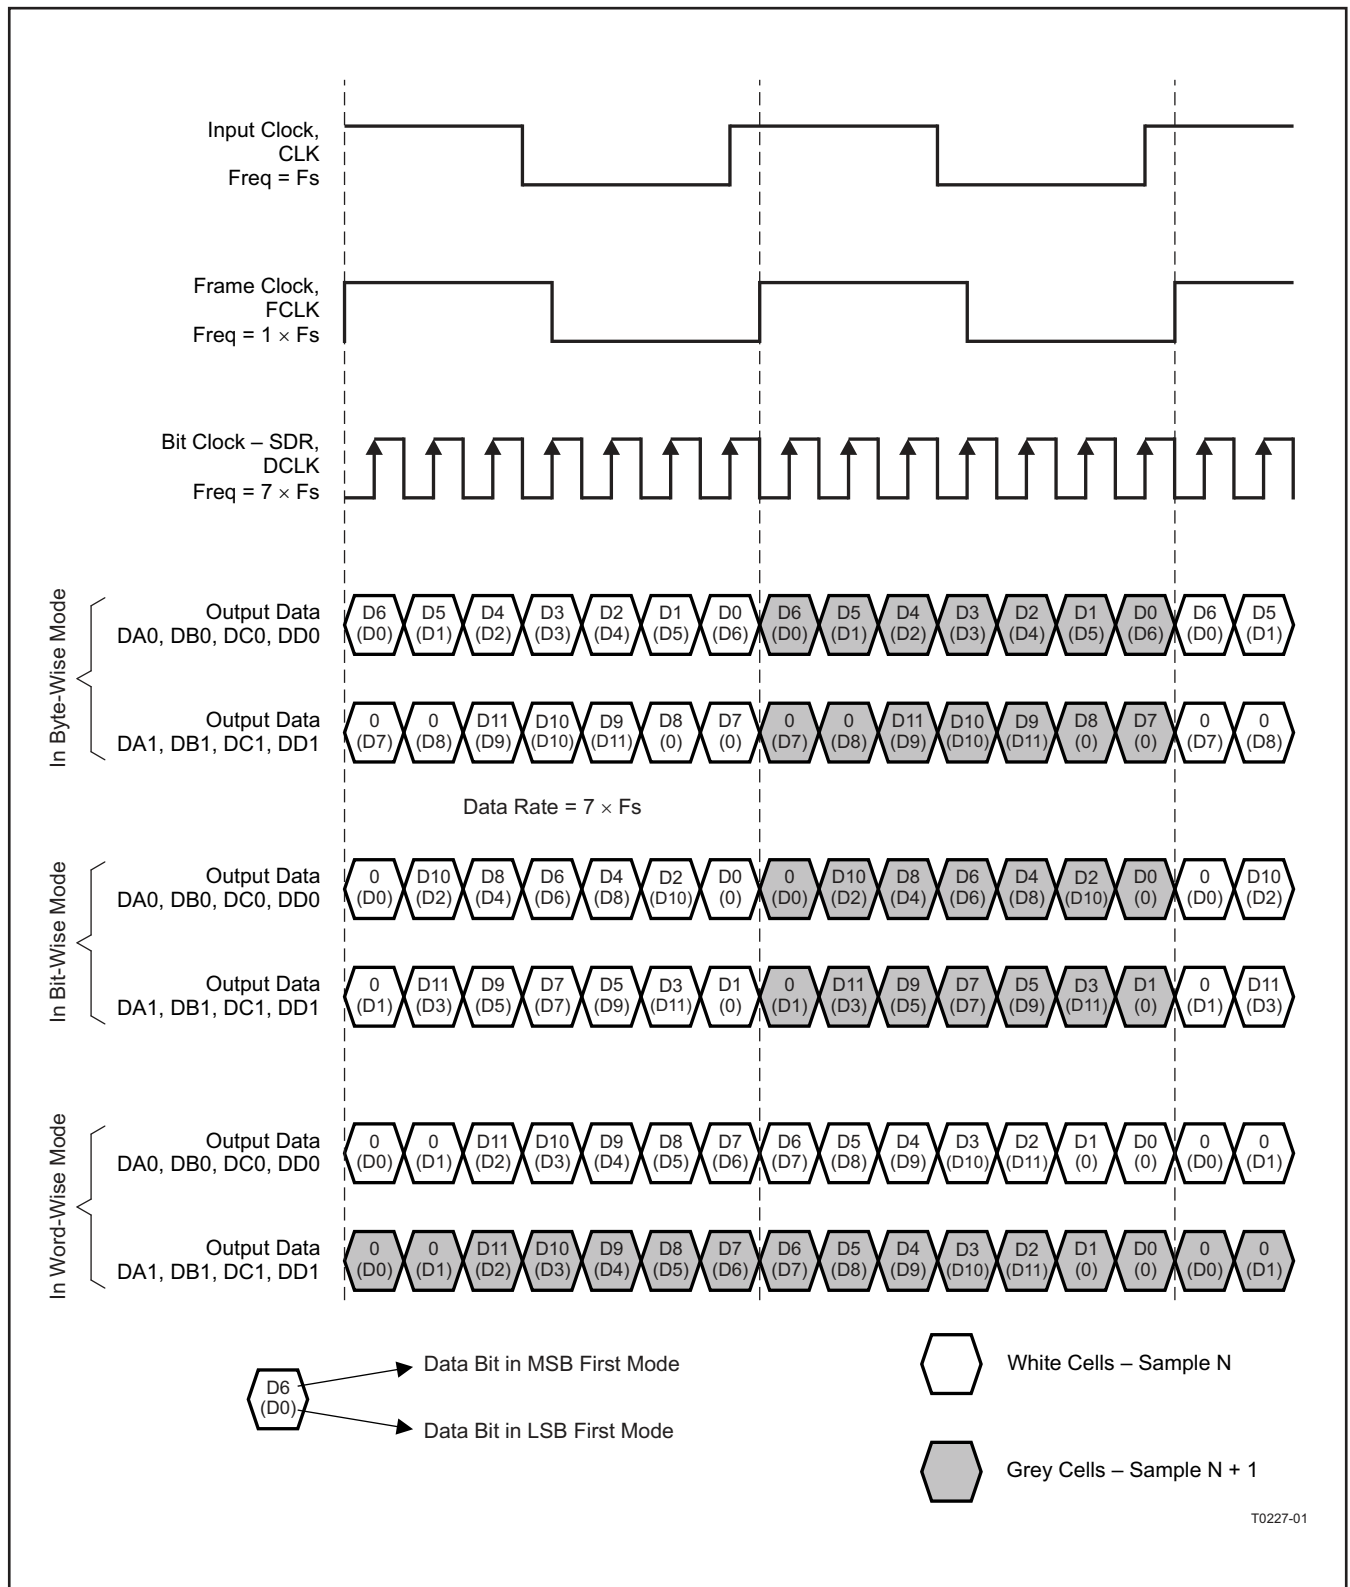 Input Clock,
CLK
Freq = Fs
Frame Clock,
FCLK
Freq = 1 × Fs
Bit Clock – SDR,
DCLK
Freq = 7 × Fs
In Byte-Wise Mode
Output Data
DA0, DB0, DC0, DD0
D6 D5 D4 D3 D2 D1 D0 D6 D5 D4 D3 D2 D1 D0 D6 D5
(D0) (D1) (D2) (D3) (D4) (D5) (D6) (D0) (D1) (D2) (D3) (D4) (D5) (D6) (D0) (D1)
Output Data
DA1, DB1, DC1, DD1
0 0 D11 D10 D9 D8 D7 0 0 D11 D10 D9 D8 D7 0 0
(D7) (D8) (D9) (D10) (D11) (0) (0) (D7) (D8) (D9) (D10) (D11) (0) (0) (D7) (D8)
Data Rate = 7 × Fs
In Bit-Wise Mode
Output Data
DA0, DB0, DC0, DD0
0 D10 D8 D6 D4 D2 D0 0 D10 D8 D6 D4 D2 D0 0 D10
(D0) (D2) (D4) (D6) (D8) (D10) (0) (D0) (D2) (D4) (D6) (D8) (D10) (0) (D0) (D2)
Output Data
DA1, DB1, DC1, DD1
0 D11 D9 D7 D5 D3 D1 0 D11 D9 D7 D5 D3 D1 0 D11
(D1) (D3) (D5) (D7) (D9) (D11) (0) (D1) (D3) (D5) (D7) (D9) (D11) (0) (D1) (D3)
In Word-Wise Mode
Output Data
DA0, DB0, DC0, DD0
0 0 D11 D10 D9 D8 D7 D6 D5 D4 D3 D2 D1 D0 0 0
(D0) (D1) (D2) (D3) (D4) (D5) (D6) (D7) (D8) (D9) (D10) (D11) (0) (0) (D0) (D1)
Output Data
DA1, DB1, DC1, DD1
0 0 D11 D10 D9 D8 D7 D6 D5 D4 D3 D2 D1 D0 0 0
(D0) (D1) (D2) (D3) (D4) (D5) (D6) (D7) (D8) (D9) (D10) (D11) (0) (0) (D0) (D1)
D6
(D0)
Data Bit in MSB First Mode
Data Bit in LSB First Mode
White Cells – Sample N
Grey Cells – Sample N + 1
T0227-01